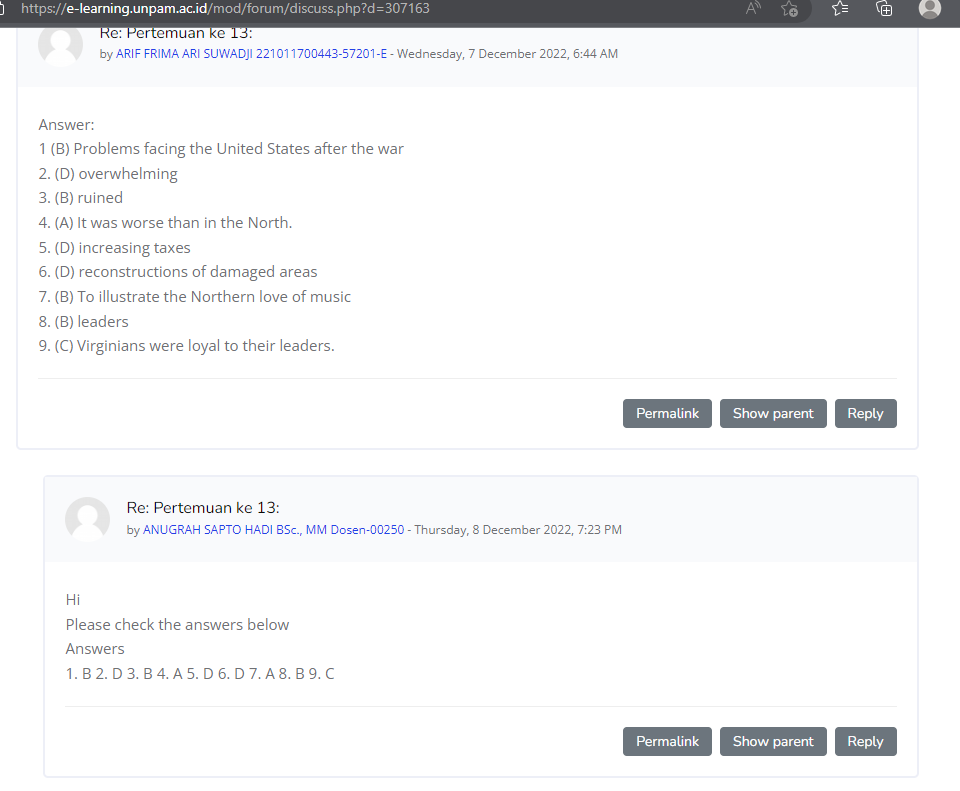 https://e-learning.unpam.ac.id/mod/forum/discuss.php?d=307163
Re: Pertemuan ke 13:
by ARIF FRIMA ARI SUWADJI 221011700443-57201-E - Wednesday, 7 December 2022, 6:44 AM
Answer:
1 (B) Problems facing the United States after the war
2. (D) overwhelming
3. (B) ruined
4. (A) It was worse than in the North.
5. (D) increasing taxes
6. (D) reconstructions of damaged areas
7. (B) To illustrate the Northern love of music
8. (B) leaders
9. (C) Virginians were loyal to their leaders.
Permalink Show parent Reply
Re: Pertemuan ke 13:
by ANUGRAH SAPTO HADI BSc., MM Dosen-00250 - Thursday, 8 December 2022, 7:23 PM
Hi
Please check the answers below
Answers
1. B 2. D 3. B 4. A 5. D 6. D 7. A 8. B 9. C
Permalink Show parent Reply